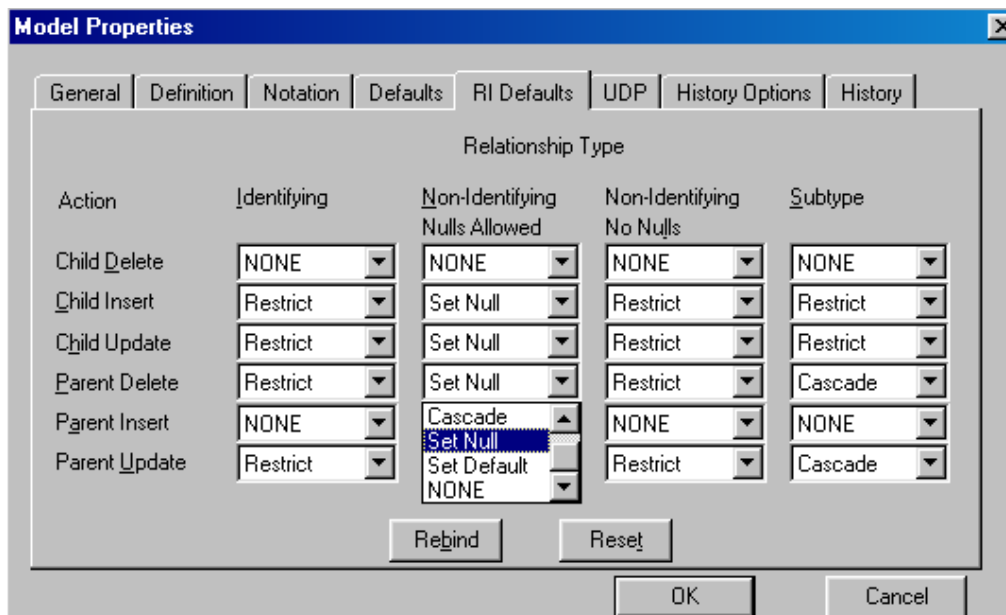 Model Properties
General Definition Notation Defaults RI Defaults UDP History Options History
Relationship Type
Action Identifying Non-Identifying Nulls Allowed Non-Identifying No Nulls Subtype
Child Delete NONE NONE NONE NONE
Child Insert Restrict Set Null Restrict Restrict
Child Update Restrict Set Null Restrict Restrict
Parent Delete Restrict Set Null Restrict Cascade
Parent Insert NONE Cascade NONE NONE
Set Null
Parent Update Restrict Set Default Restrict Cascade
NONE
Rebind Reset
OK Cancel